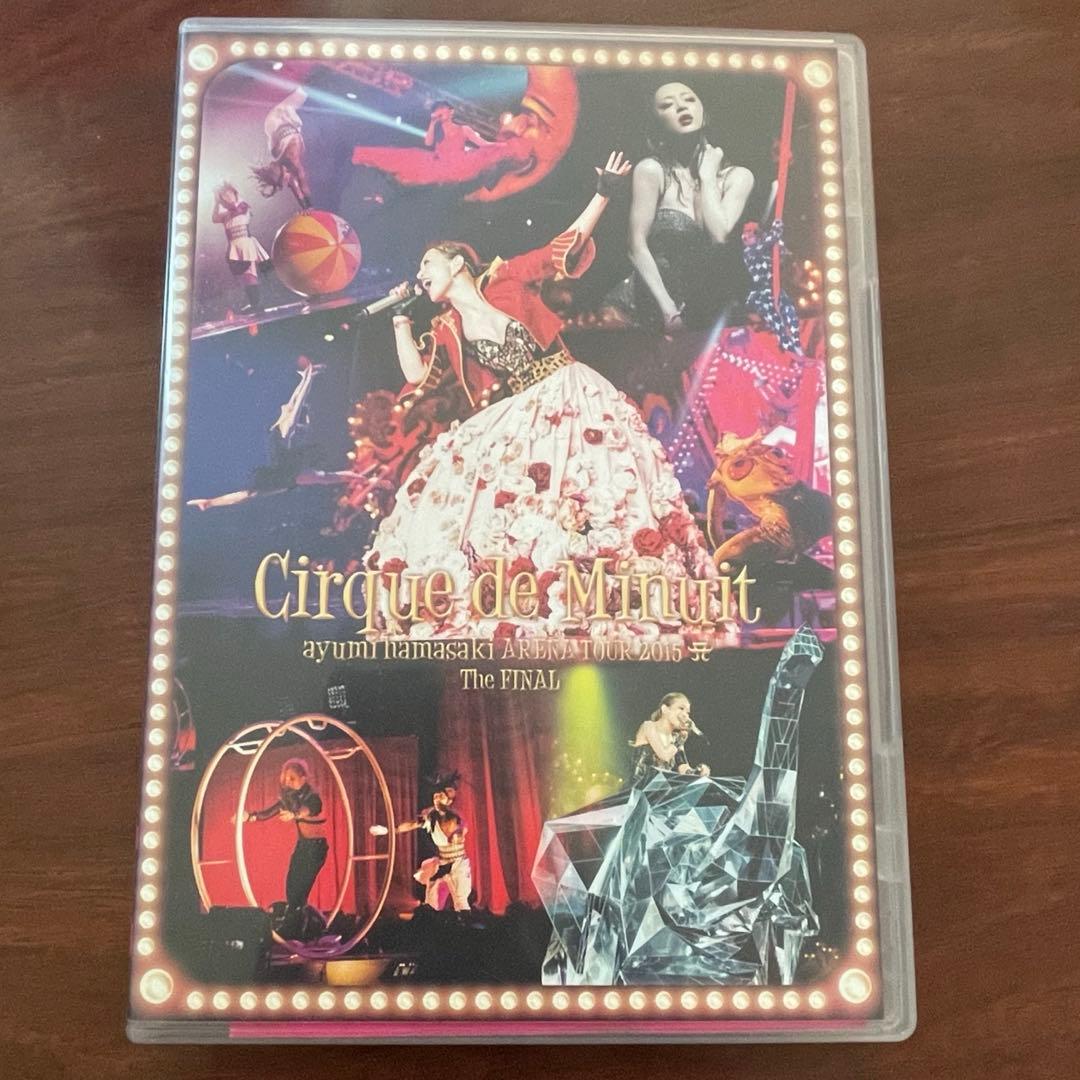 Cirque de Minuit
ayumi hamasaki ARENA TOUR 2015 A
The FINAL